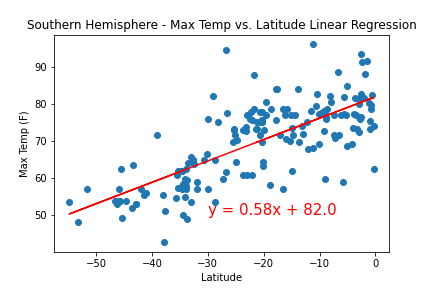 Southern Hemisphere - Max Temp vs. Latitude Linear Regression
Max Temp (F)
90
80
70
60
50
y = 0.58x + 82.0
−50 −40 −30 −20 −10 0
Latitude